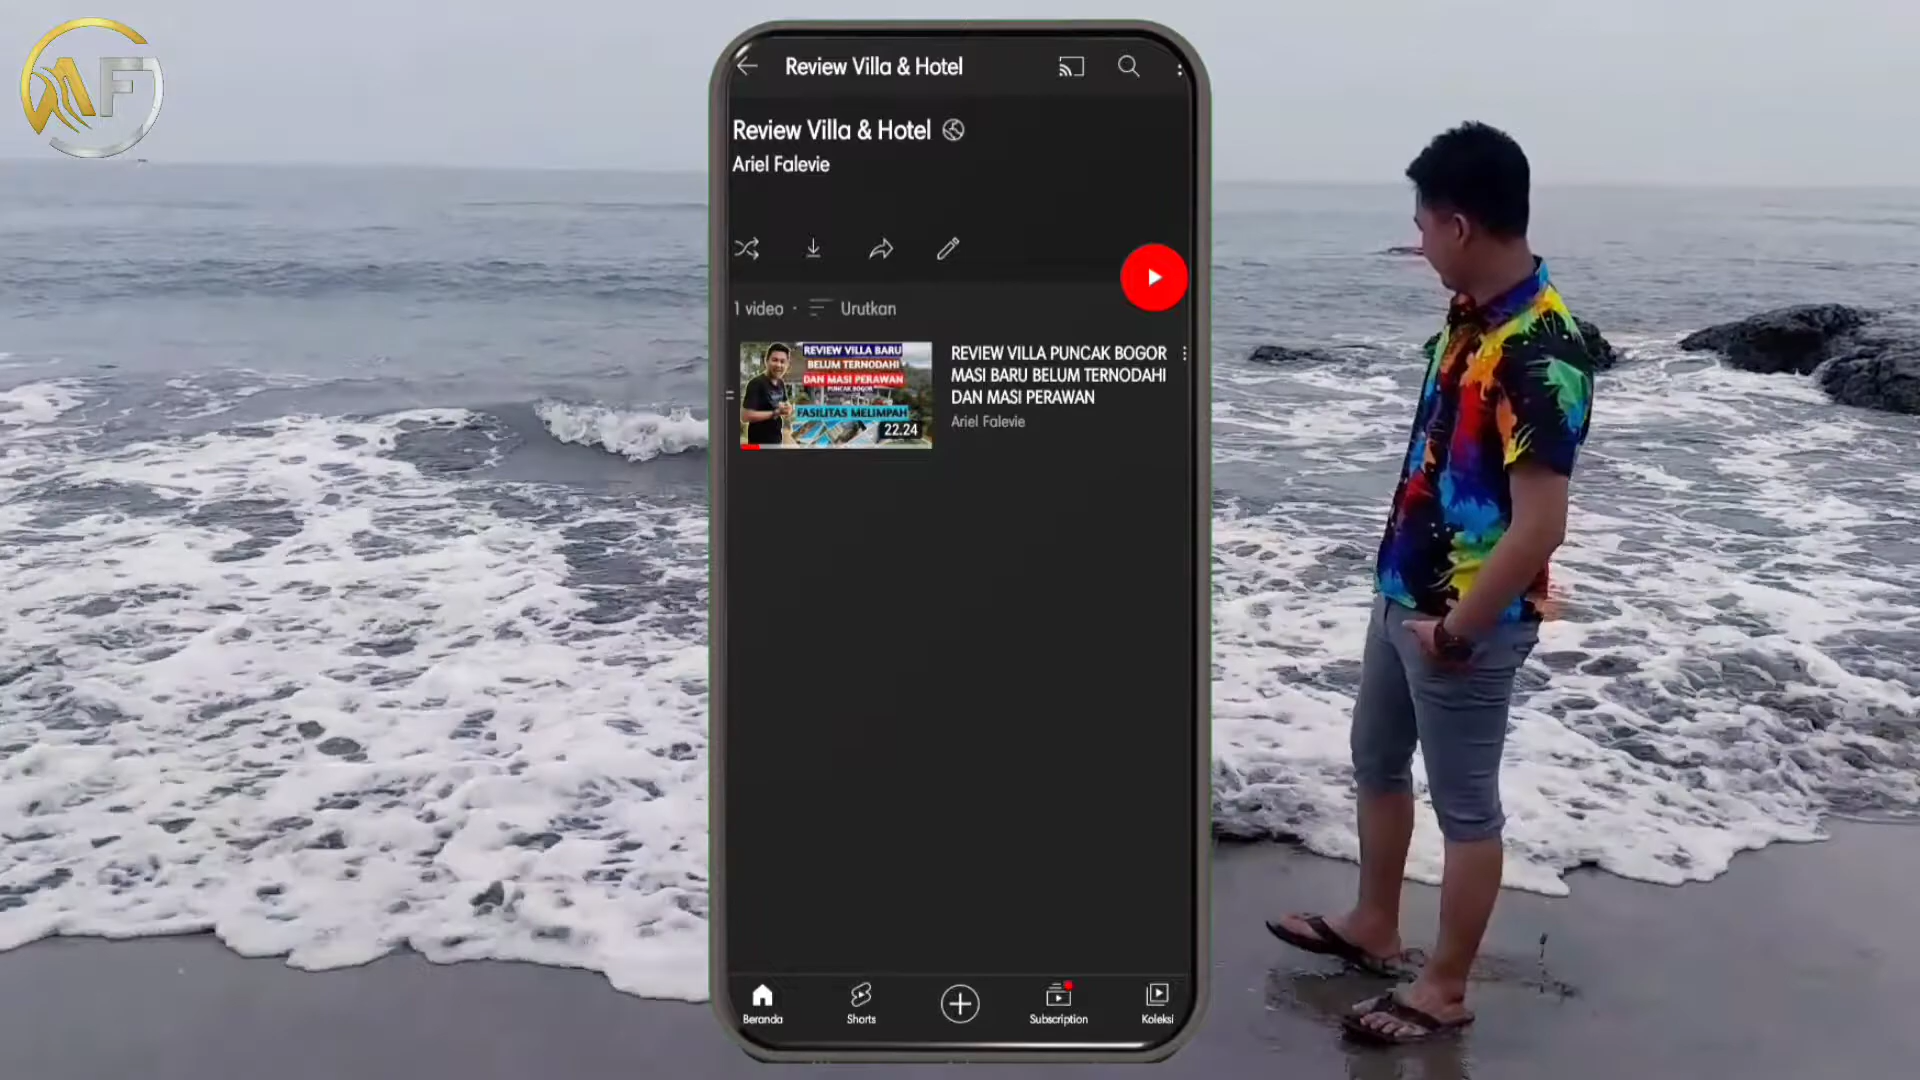 AF
Review Villa & Hotel
Review Villa & Hotel
Ariel Falevie
1 video · Urutkan
REVIEW VILLA BARU
BELUM TERNODAHI
DAN MASI PERAWAN
PUNCAK BOGOR
FASILITAS MELIMPAH
22.24
REVIEW VILLA PUNCAK BOGOR
MASI BARU BELUM TERNODAHI
DAN MASI PERAWAN
Ariel Falevie
Beranda
Shorts
Subscription
Koleksi